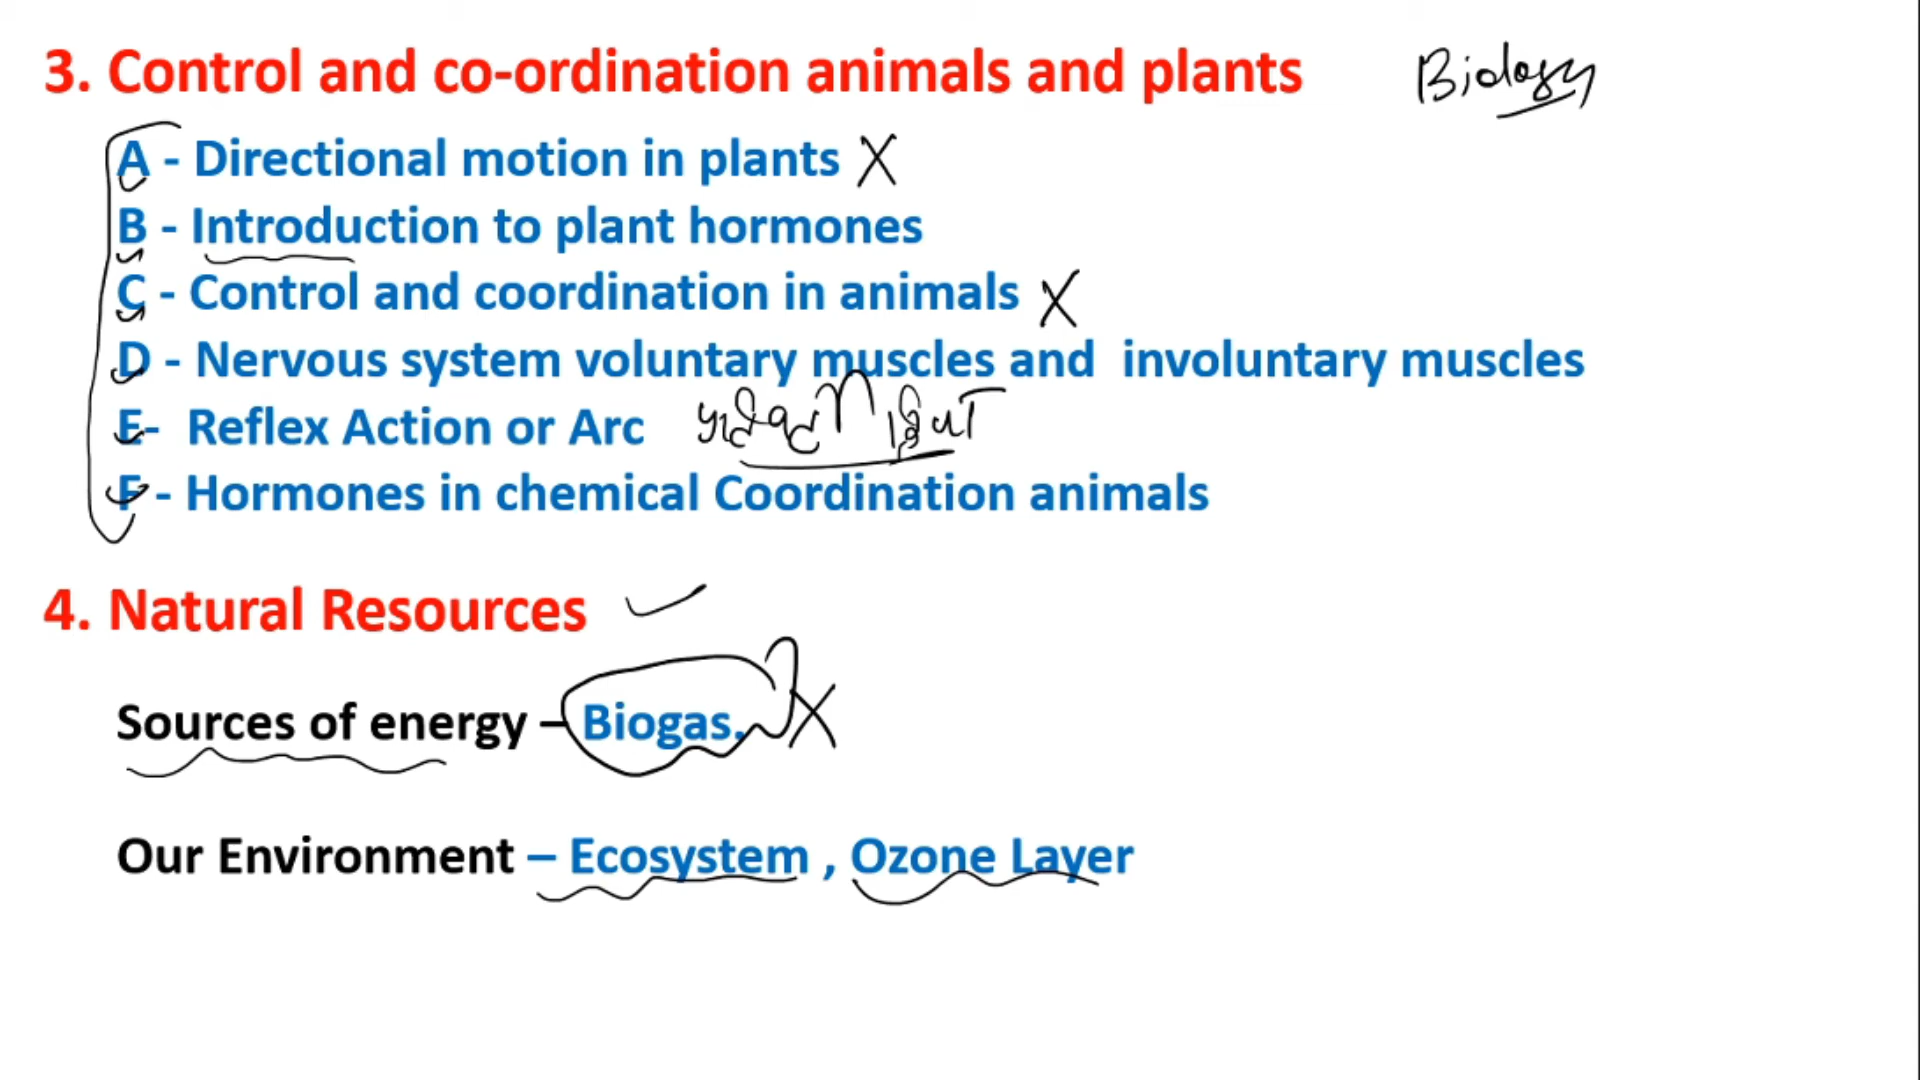 3. Control and co-ordination animals and plants Biology
A - Directional motion in plants X
B - Introduction to plant hormones
C - Control and coordination in animals X
D - Nervous system voluntary muscles and involuntary muscles
E- Reflex Action or Arc
F - Hormones in chemical Coordination animals
4. Natural Resources
Sources of energy – Biogas. X
Our Environment – Ecosystem , Ozone Layer